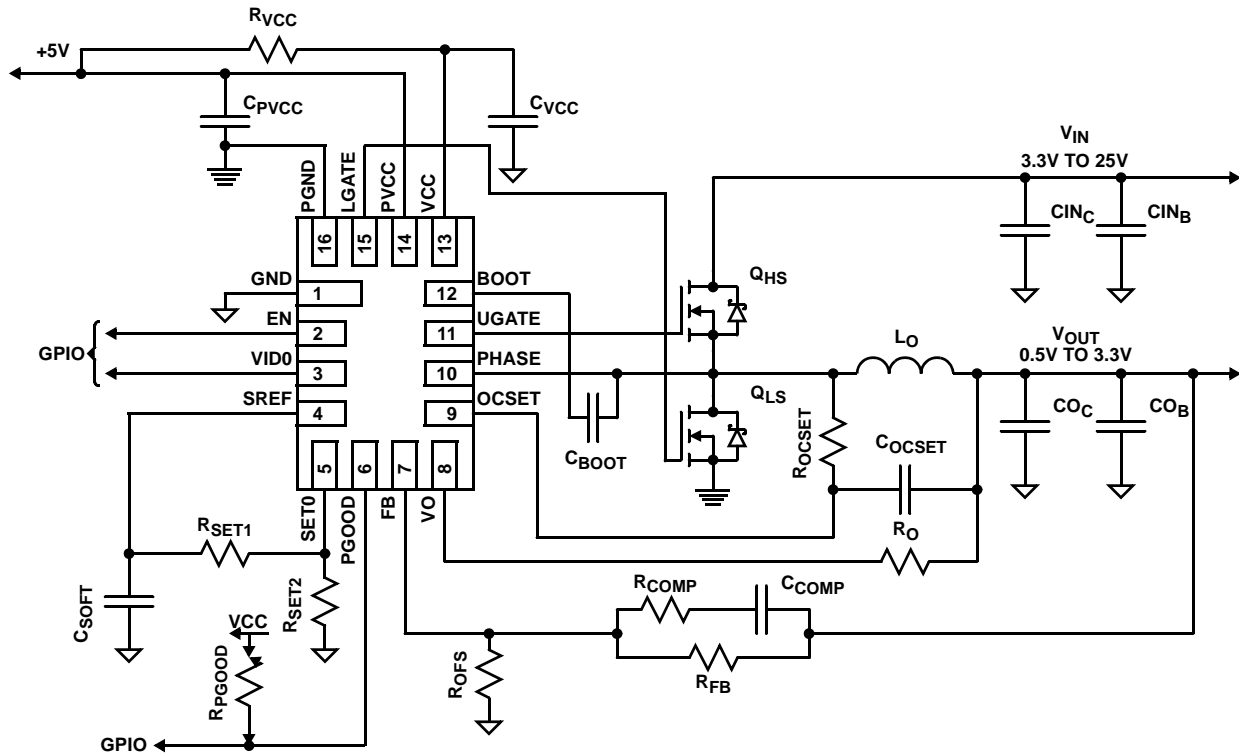 RVCC
+5V
CPVCC
CVCC
VIN
3.3V TO 25V
PGND
LGATE
PVCC
VCC
16
15
14
13
CINC
CINB
GND
1
12
BOOT
QHS
EN
2
11
UGATE
GPIO
VID0
3
10
PHASE
LO
VOUT
0.5V TO 3.3V
SREF
4
9
OCSET
QLS
CBOOT
ROCSET
COCSET
COC
COB
5
6
7
8
SET0
PGOOD
FB
VO
RSET1
RO
CSOFT
RSET2
RCOMP
CCOMP
VCC
RPGOOD
ROFS
RFB
GPIO